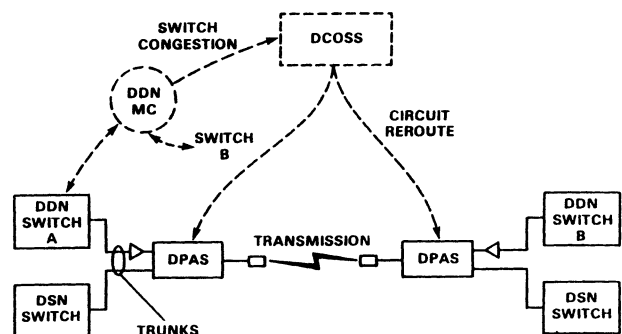 SWITCH
CONGESTION
DCOSS
DDN
MC
SWITCH
B
CIRCUIT
REROUTE
DDN
SWITCH
A
DPAS
TRANSMISSION
DPAS
DDN
SWITCH
B
DSN
SWITCH
TRUNKS
DSN
SWITCH